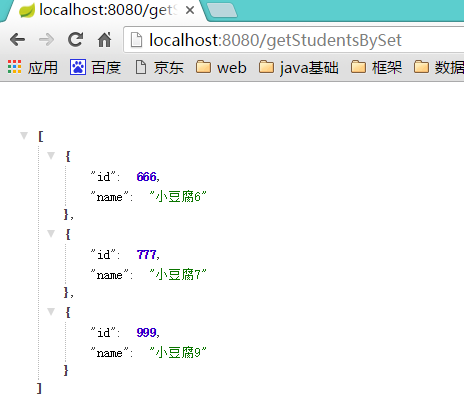 localhost:8080/getS
localhost:8080/getStudentsBySet
应用 百度 京东 web java基础 框架 数据
[
{
"id": 666,
"name": "小豆腐6"
},
{
"id": 777,
"name": "小豆腐7"
},
{
"id": 999,
"name": "小豆腐9"
}
]